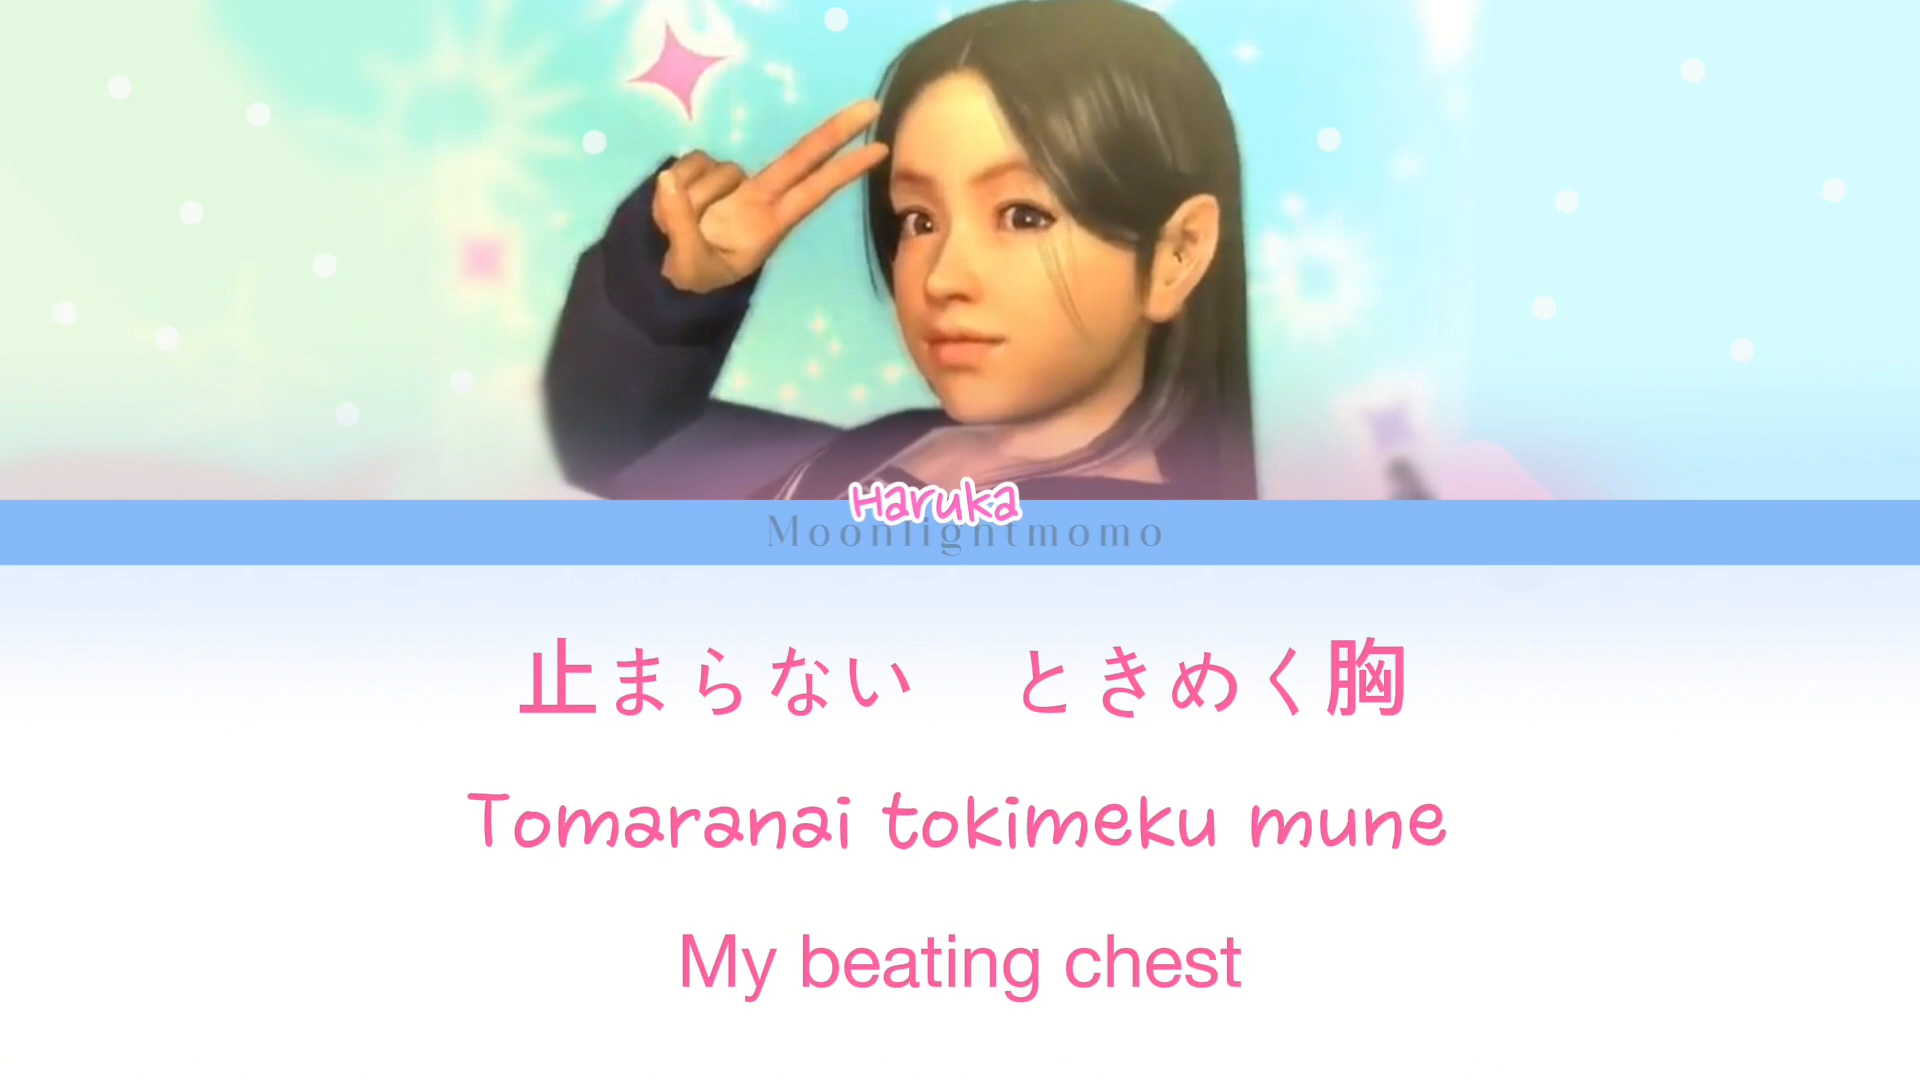 Haruka
Moonlightmomo
止まらない　ときめく胸
Tomaranai tokimeku mune
My beating chest